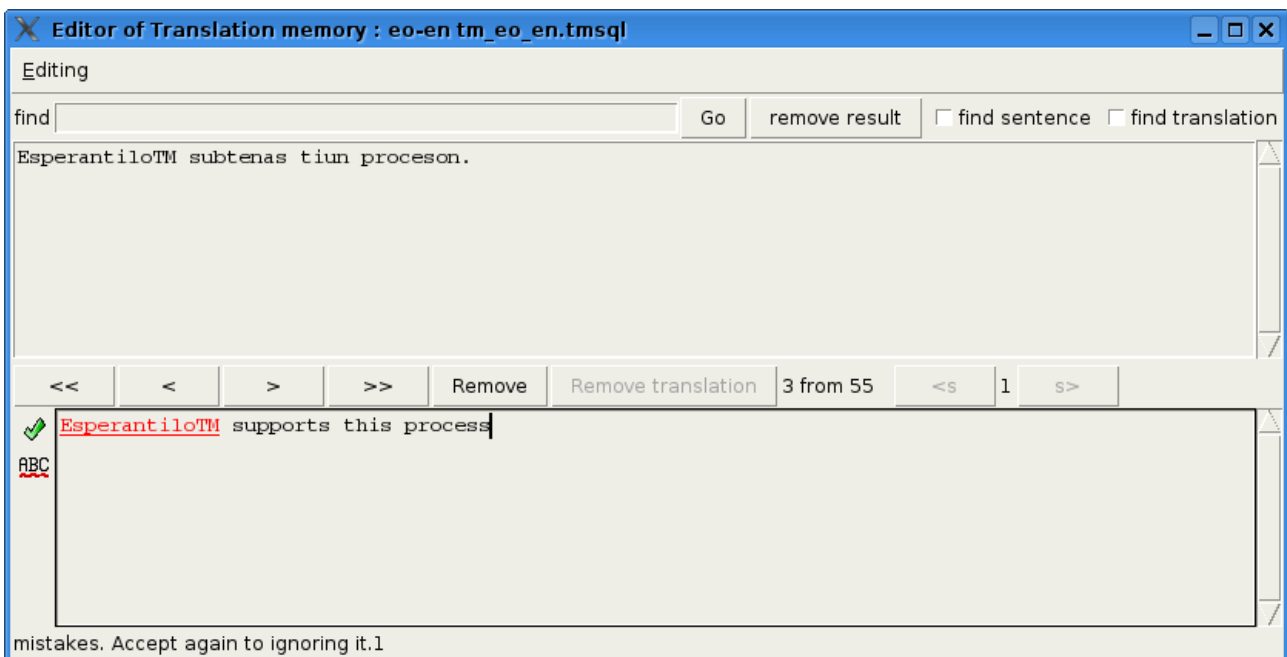 Editor of Translation memory : eo-en tm_eo_en.tmsql
Editing
find Go remove result find sentence find translation
EsperantiloTM subtenas tiun proceson.
<< < > >> Remove Remove translation 3 from 55 <s 1 s>
EsperantiloTM supports this process
ABC
mistakes. Accept again to ignoring it.1